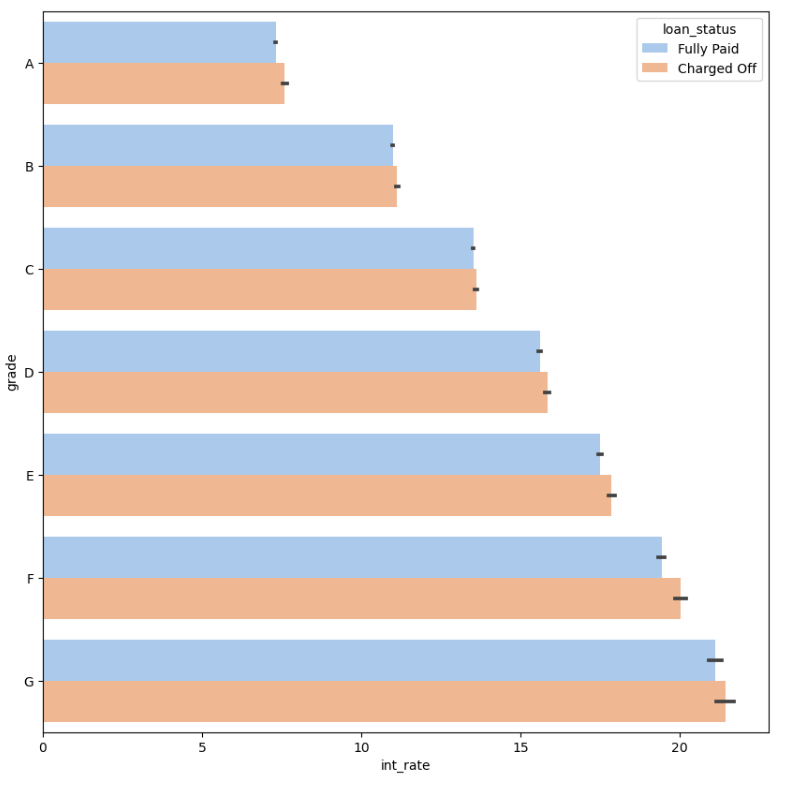 loan_status
Fully Paid
Charged Off
grade
A
B
C
D
E
F
G
0 5 10 15 20
int_rate